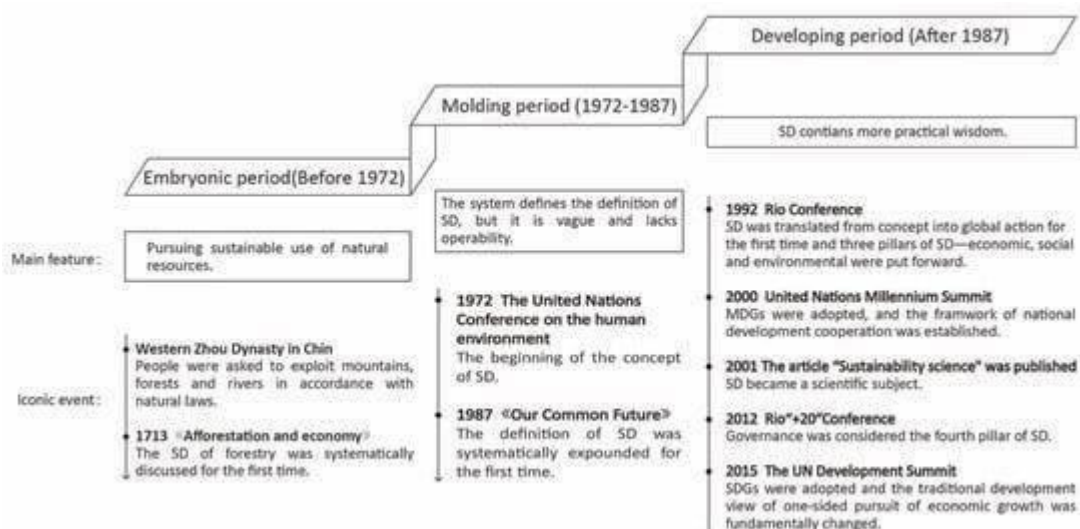 Developing period (After 1987)
Molding period (1972-1987)
SD contians more practical wisdom.
Embryonic period(Before 1972)
The system defines the definition of
SD, but it is vague and lacks
operability.
Main feature:
Pursuing sustainable use of natural
resources.
Iconic event:
Western Zhou Dynasty in Chin
People were asked to exploit mountains,
forests and rivers in accordance with
natural laws.
1713 «Afforestation and economy»
The SD of forestry was systematically
discussed for the first time.
1972 The United Nations
Conference on the human
environment
The beginning of the concept
of SD.
1987 «Our Common Future»
The definition of SD was
systematically expounded for
the first time.
1992 Rio Conference
SD was translated from concept into global action for
the first time and three pillars of SD—economic, social
and environmental were put forward.
2000 United Nations Millennium Summit
MDGs were adopted, and the framwork of national
development cooperation was established.
2001 The article "Sustainability science" was published
SD became a scientific subject.
2012 Rio"+20"Conference
Governance was considered the fourth pillar of SD.
2015 The UN Development Summit
SDGs were adopted and the traditional development
view of one-sided pursuit of economic growth was
fundamentally changed.